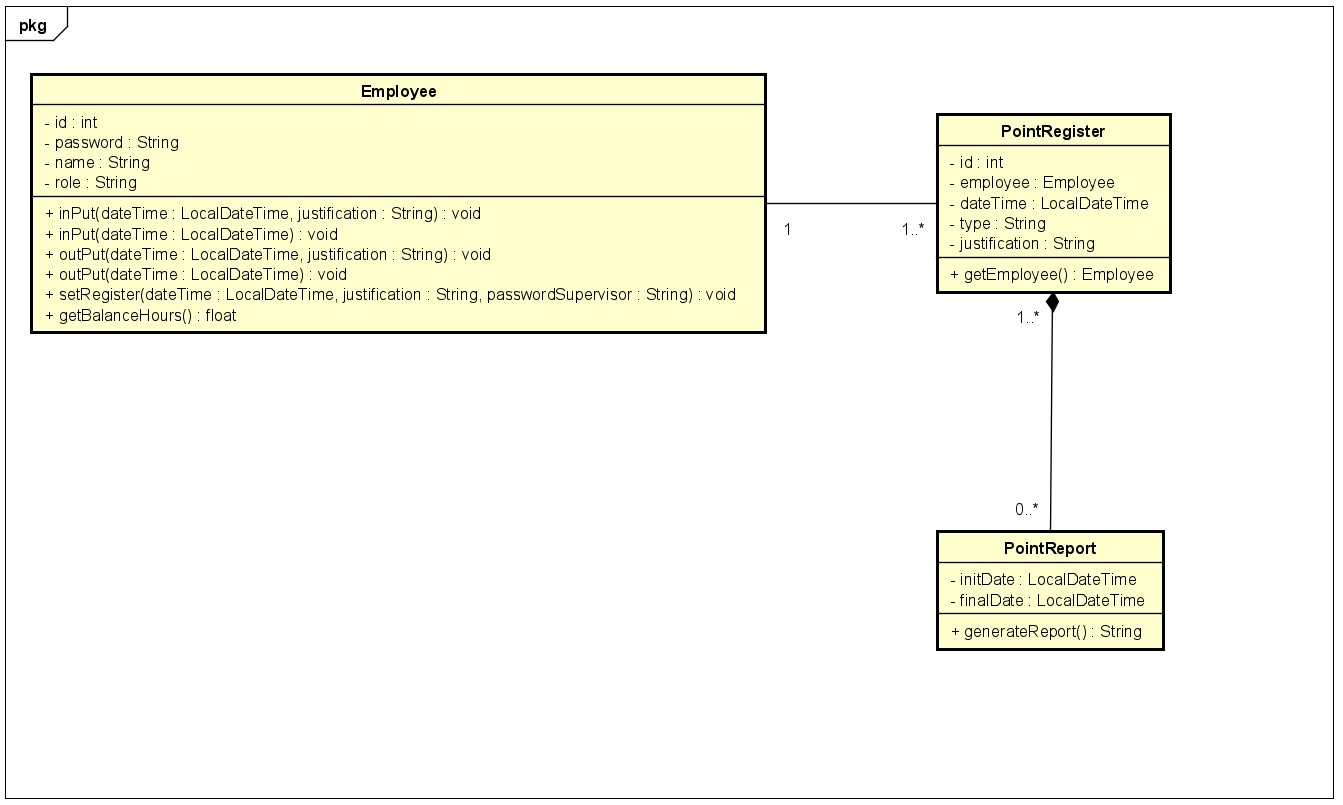 pkg
Employee
- id : int
- password : String
- name : String
- role : String
+ inPut(dateTime : LocalDateTime, justification : String) : void
+ inPut(dateTime : LocalDateTime) : void
+ outPut(dateTime : LocalDateTime, justification : String) : void
+ outPut(dateTime : LocalDateTime) : void
+ setRegister(dateTime : LocalDateTime, justification : String, passwordSupervisor : String) : void
+ getBalanceHours() : float
1
1..*
PointRegister
- id : int
- employee : Employee
- dateTime : LocalDateTime
- type : String
- justification : String
+ getEmployee() : Employee
1..*
0..*
PointReport
- initDate : LocalDateTime
- finalDate : LocalDateTime
+ generateReport() : String